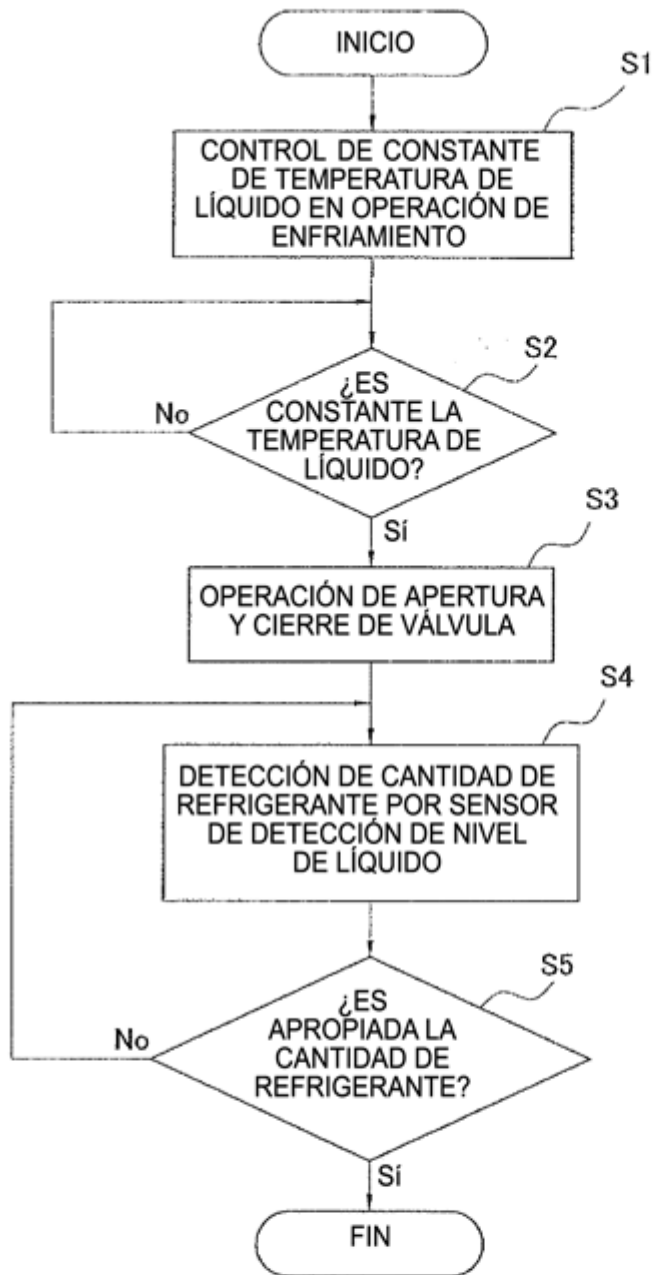 INICIO
S1
CONTROL DE CONSTANTE
DE TEMPERATURA DE
LÍQUIDO EN OPERACIÓN DE
ENFRIAMIENTO
S2
¿ES
CONSTANTE LA
TEMPERATURA DE
LÍQUIDO?
No
Sí
S3
OPERACIÓN DE APERTURA
Y CIERRE DE VÁLVULA
S4
DETECCIÓN DE CANTIDAD DE
REFRIGERANTE POR SENSOR
DE DETECCIÓN DE NIVEL
DE LÍQUIDO
S5
¿ES
APROPIADA LA
CANTIDAD DE
REFRIGERANTE?
No
Sí
FIN